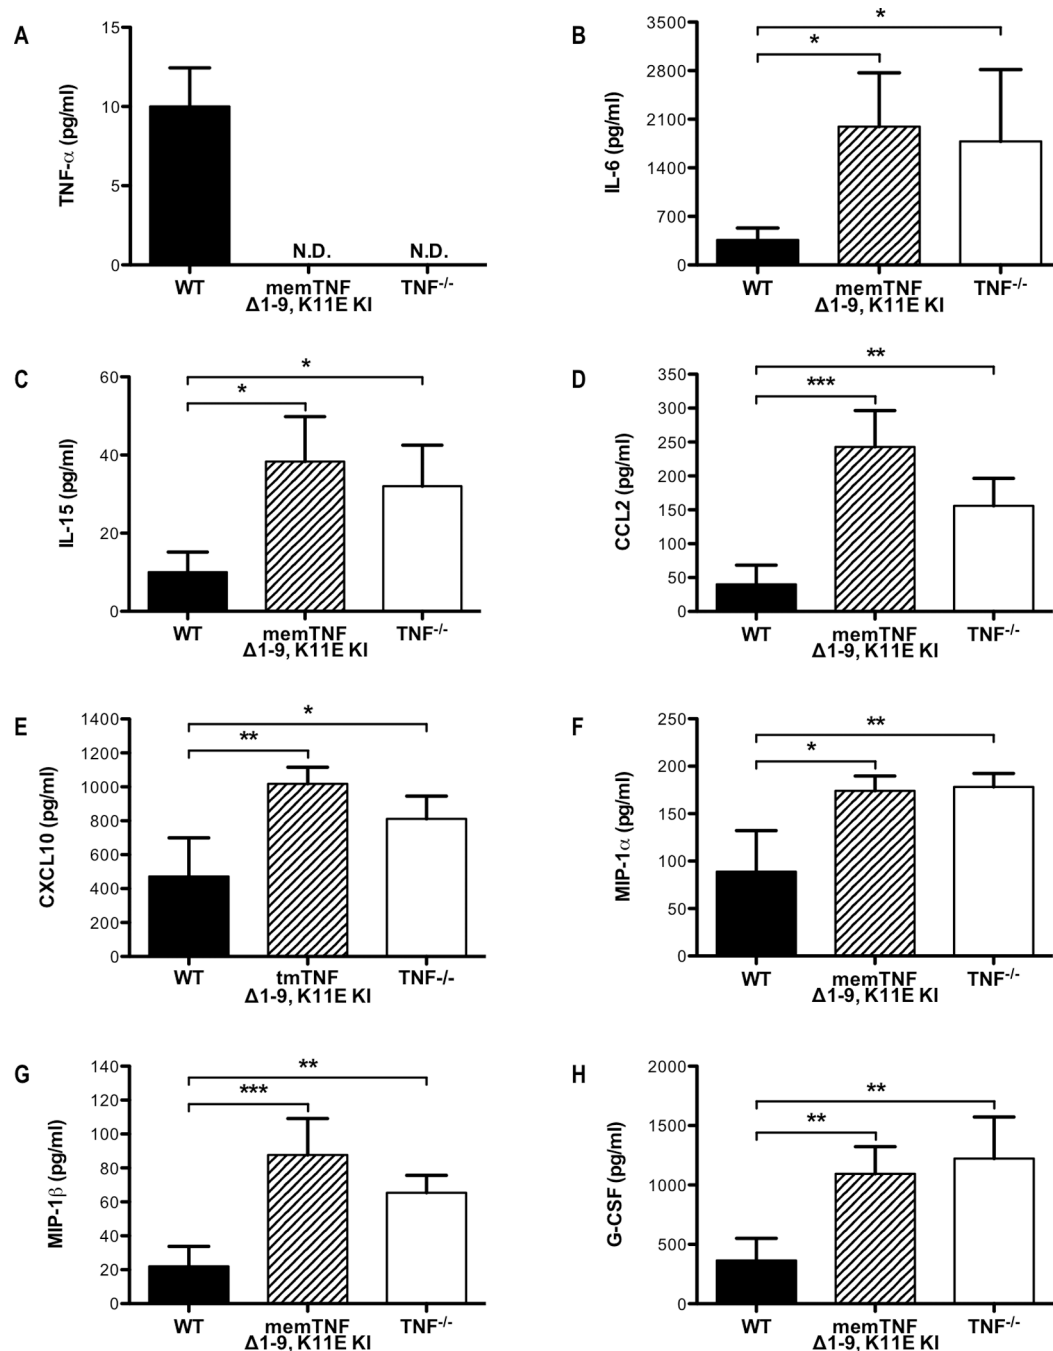 A
TNF-α (pg/ml)
15
10
5
0
N.D.
N.D.
WT
memTNF
Δ1-9, K11E KI
TNF-/-
B
IL-6 (pg/ml)
3500
2800
2100
1400
700
0
*
*
WT
memTNF
Δ1-9, K11E KI
TNF-/-
C
IL-15 (pg/ml)
60
40
20
0
*
*
WT
memTNF
Δ1-9, K11E KI
TNF-/-
D
CCL2 (pg/ml)
350
300
250
200
150
100
50
0
**
***
WT
memTNF
Δ1-9, K11E KI
TNF-/-
E
CXCL10 (pg/ml)
1400
1200
1000
800
600
400
200
0
*
**
WT
tmTNF
Δ1-9, K11E KI
TNF-/-
F
MIP-1α (pg/ml)
250
200
150
100
50
0
**
*
WT
memTNF
Δ1-9, K11E KI
TNF-/-
G
MIP-1β (pg/ml)
140
120
100
80
60
40
20
0
**
***
WT
memTNF
Δ1-9, K11E KI
TNF-/-
H
G-CSF (pg/ml)
2000
1500
1000
500
0
**
**
WT
memTNF
Δ1-9, K11E KI
TNF-/-